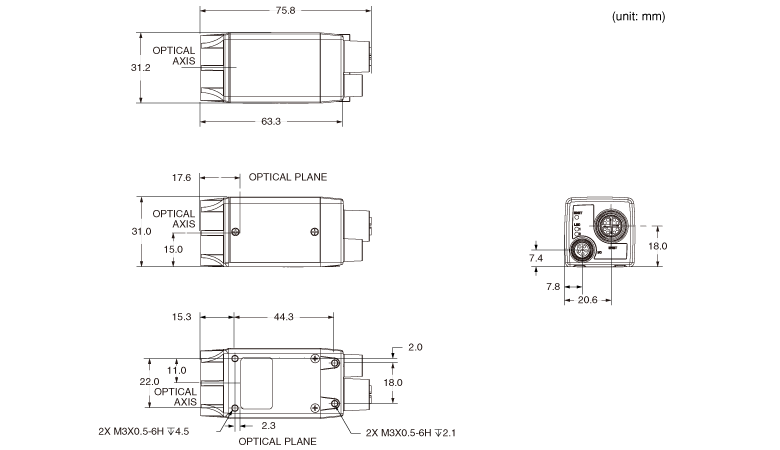 75.8
(unit: mm)
OPTICAL
AXIS
31.2
63.3
17.6
OPTICAL PLANE
OPTICAL
AXIS
31.0
15.0
18.0
7.4
7.8
20.6
15.3
44.3
2.0
11.0
22.0
18.0
OPTICAL
AXIS
2X M3X0.5-6H ↧4.5
2.3
2X M3X0.5-6H ↧2.1
OPTICAL PLANE